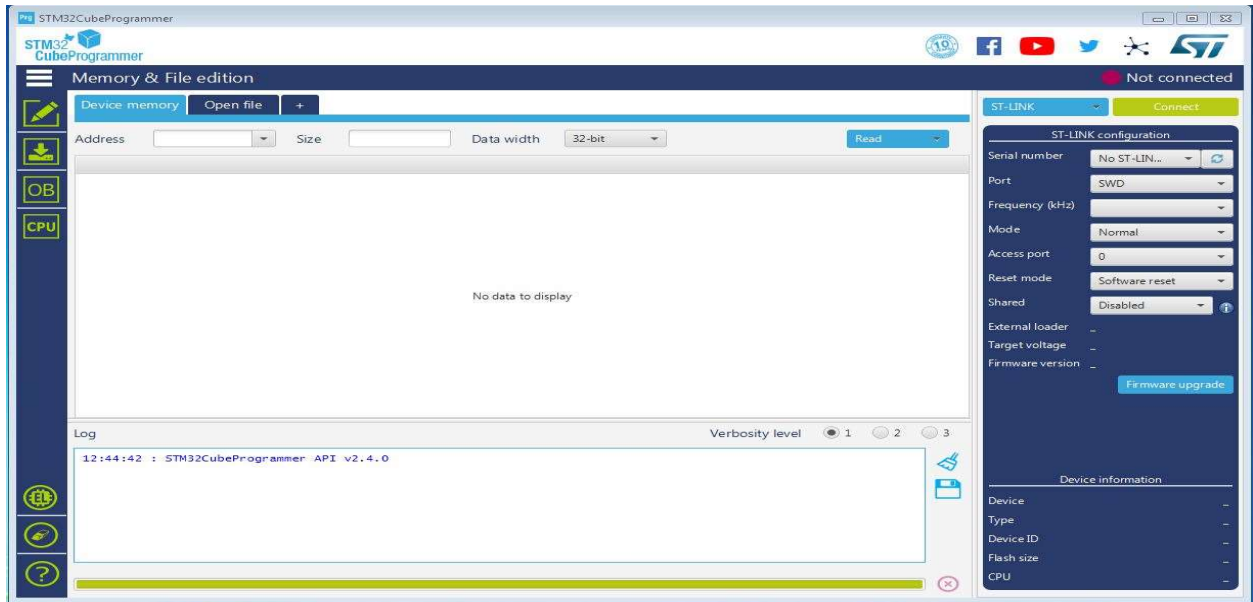 Prg STM32CubeProgrammer
STM32
CubeProgrammer
10
Memory & File edition
Not connected
Device memory Open file +
ST-LINK Connect
Address Size Data width 32-bit Read
ST-LINK configuration
Serial number No ST-LIN...
Port SWD
Frequency (kHz)
Mode Normal
Access port 0
Reset mode Software reset
Shared Disabled
External loader _
Target voltage _
Firmware version _
Firmware upgrade
OB
CPU
No data to display
Log Verbosity level 1 2 3
12:44:42 : STM32CubeProgrammer API v2.4.0
EL
?
Device information
Device _
Type _
Device ID _
Flash size _
CPU _